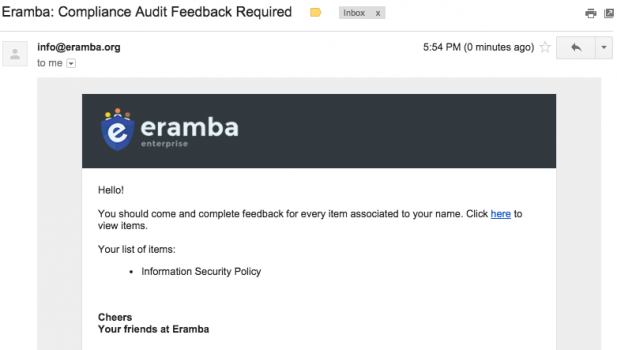 Eramba: Compliance Audit Feedback Required
Inbox x
info@eramba.org
5:54 PM (0 minutes ago)
to me
eramba
enterprise
Hello!
You should come and complete feedback for every item associated to your name. Click here to
view items.
Your list of items:
• Information Security Policy
Cheers
Your friends at Eramba